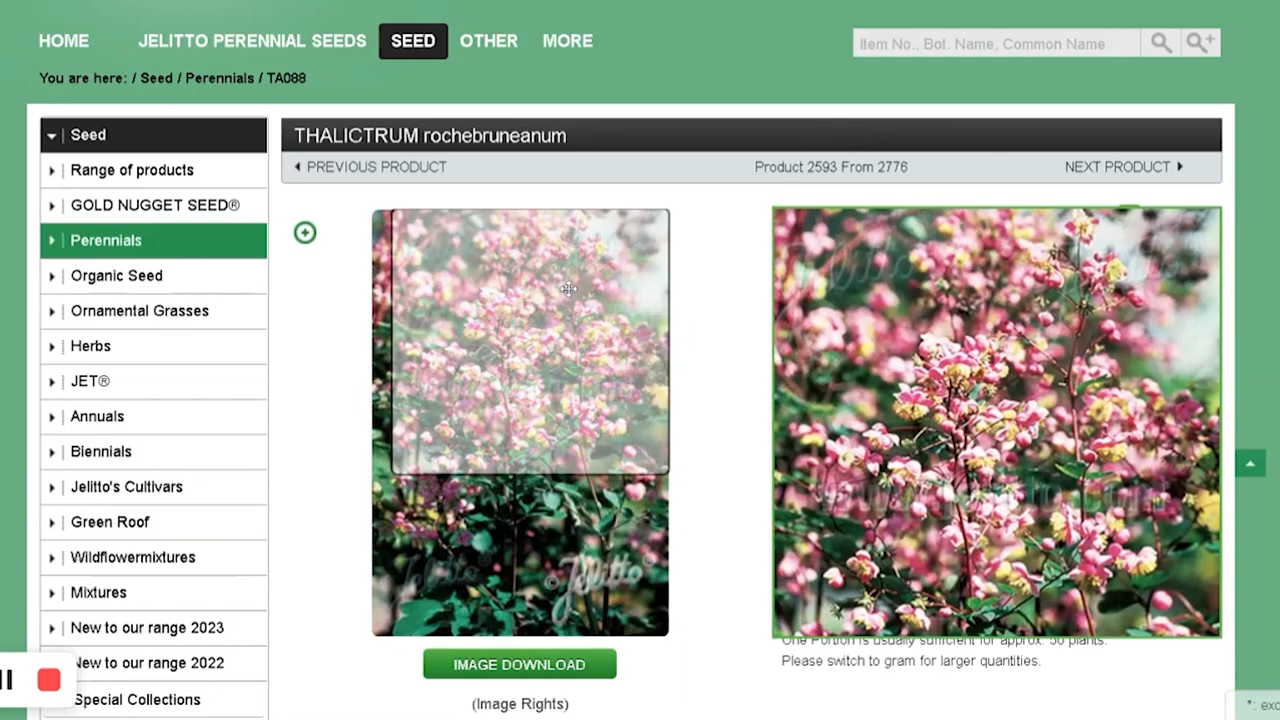 HOME JELITTO PERENNIAL SEEDS SEED OTHER MORE
Item No., Bot. Name, Common Name
You are here: / Seed / Perennials / TA088
Seed
Range of products
GOLD NUGGET SEED®
Perennials
Organic Seed
Ornamental Grasses
Herbs
JET®
Annuals
Biennials
Jelitto's Cultivars
Green Roof
Wildflowermixtures
Mixtures
New to our range 2023
New to our range 2022
Special Collections
THALICTRUM rochebruneanum
PREVIOUS PRODUCT Product 2593 From 2776 NEXT PRODUCT
www.jelitto.com
© Jelitto ®
One Portion is usually sufficient for approx. 50 plants.
Please switch to gram for larger quantities.
IMAGE DOWNLOAD
(Image Rights)